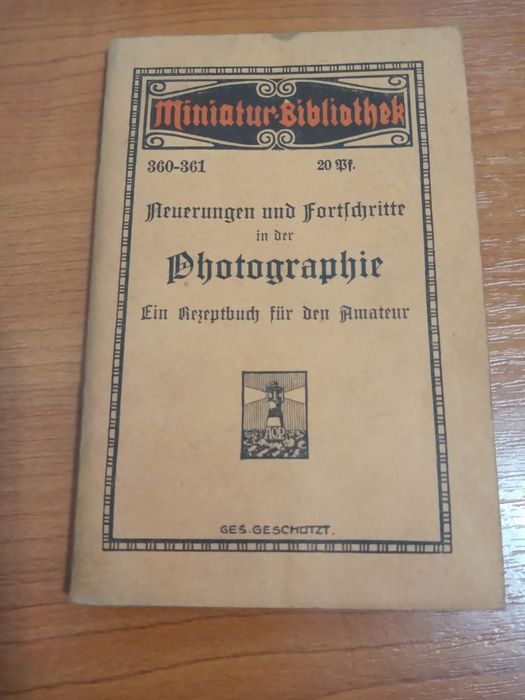 Miniatur-Bibliothek
360-361 20 Pf.
Neuerungen und Fortschritte
in der
Photographie
Ein Rezeptbuch für den Amateur
AOP
GES. GESCHÜTZT.